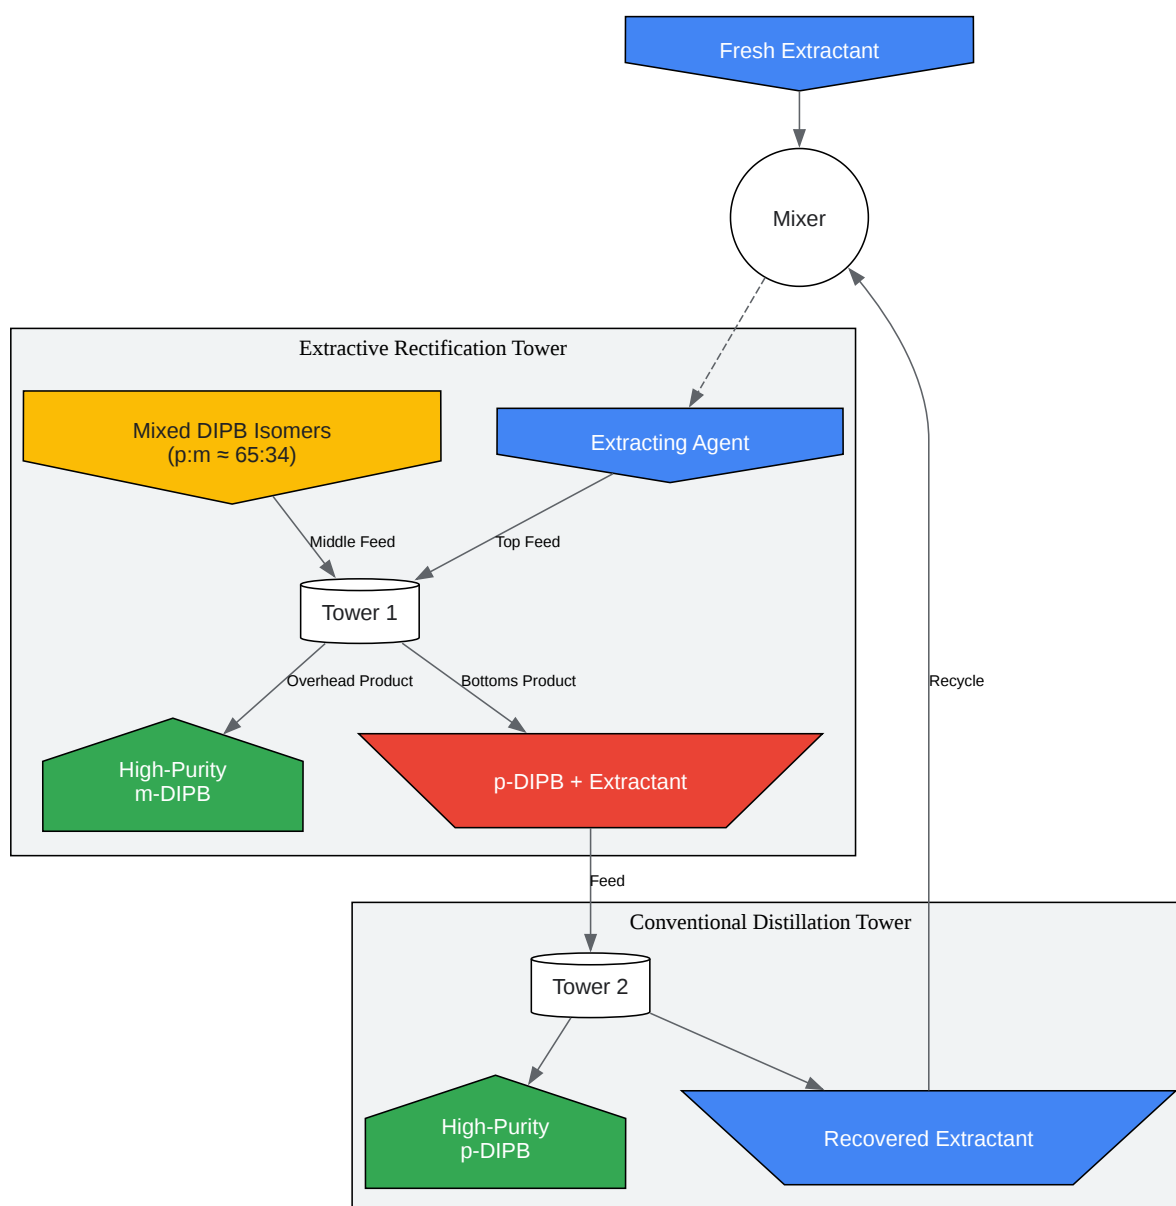 Fresh Extractant
Mixer
Extractive Rectification Tower
Mixed DIPB Isomers
(p:m ≈ 65:34)
Extracting Agent
Middle Feed
Top Feed
Tower 1
Overhead Product
Bottoms Product
Recycle
High-Purity
m-DIPB
p-DIPB + Extractant
Feed
Conventional Distillation Tower
Tower 2
High-Purity
p-DIPB
Recovered Extractant